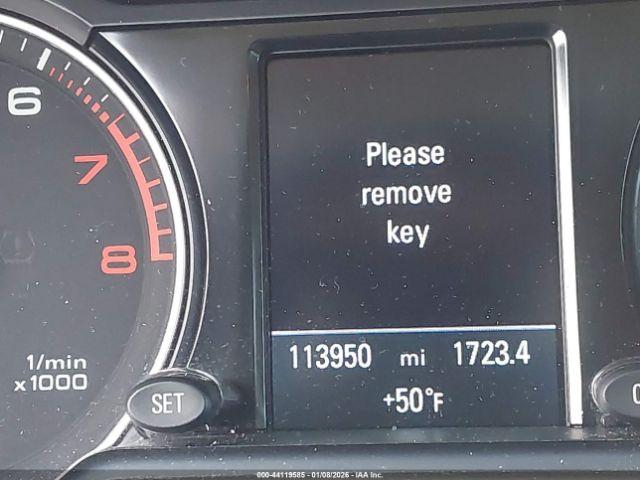 6
7
8
1/min
x1000
SET
Please
remove
key
113950 mi 1723.4
+50°F
000-44119585 - 01/08/2026 - IAA Inc.